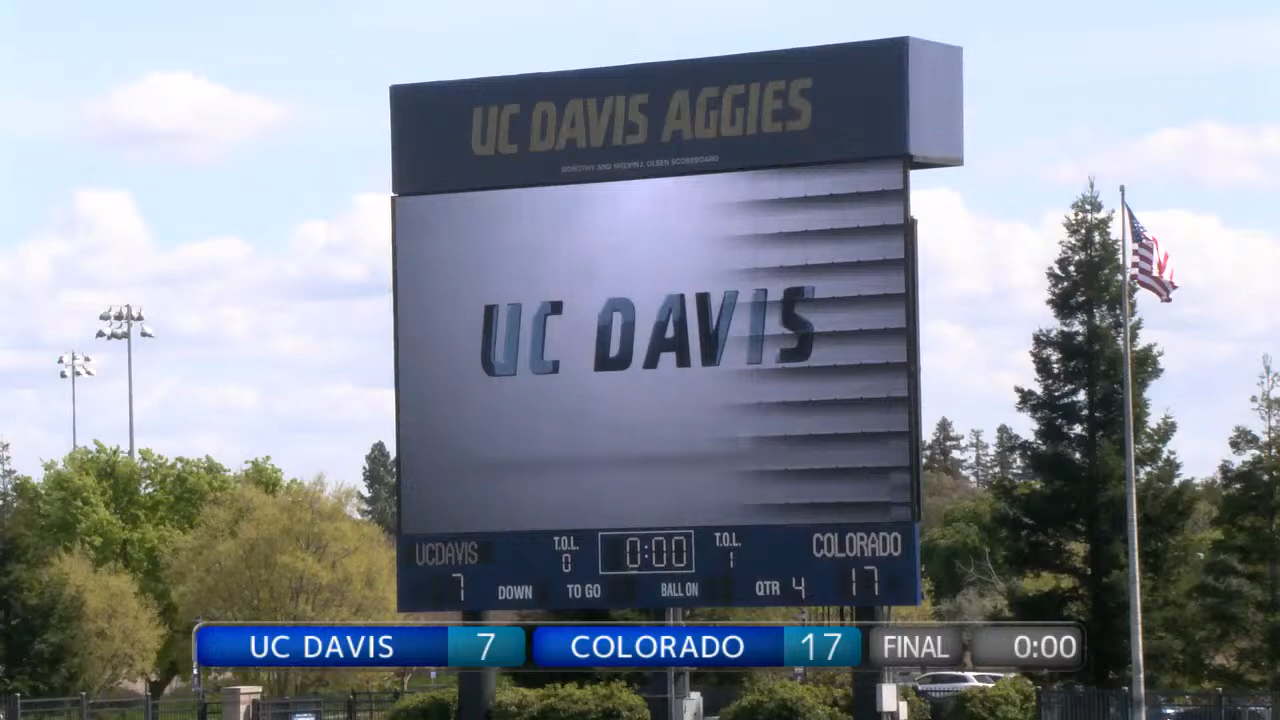 UC DAVIS AGGIES
DOROTHY AND MELVIN J. OLSEN SCOREBOARD
UC DAVIS
UCDAVIS T.O.L. 0 0:00 T.O.L. 1 COLORADO
7 DOWN TO GO BALL ON QTR 4 17
UC DAVIS 7 COLORADO 17 FINAL 0:00